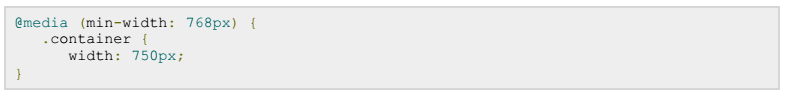 @media (min-width: 768px) {
   .container {
      width: 750px;
}